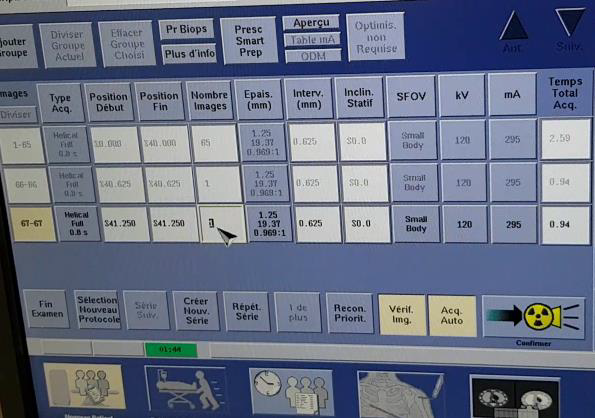 Ajouter
Groupe
Diviser
Groupe
Actuel
Effacer
Groupe
Choisi
Pr Biops
Plus d'info
Presc
Smart
Prep
Aperçu
Table mA
ODM
Optimis.
non
Requise
Ant.
Suiv.
Images
Diviser
Type
Acq.
Position
Début
Position
Fin
Nombre
Images
Epais.
(mm)
Interv.
(mm)
Inclin.
Statif
SFOV
kV
mA
Temps
Total
Acq.
1-65
Helical
Full
0.8 s
S0.000
S40.000
65
1.25
19.37
0.969:1
0.625
S0.0
Small
Body
120
295
2.59
66-66
Helical
Full
0.8 s
S40.625
S40.625
1
1.25
19.37
0.969:1
0.625
S0.0
Small
Body
120
295
0.94
67-67
Helical
Full
0.8 s
S41.250
S41.250
1
1.25
19.37
0.969:1
0.625
S0.0
Small
Body
120
295
0.94
Fin
Examen
Sélection
Nouveau
Protocole
Série
Suiv.
Créer
Nouv.
Série
Répét.
Série
1 de
plus
Recon.
Priorit.
Vérif.
Img.
Acq.
Auto
Confirmer
01:44